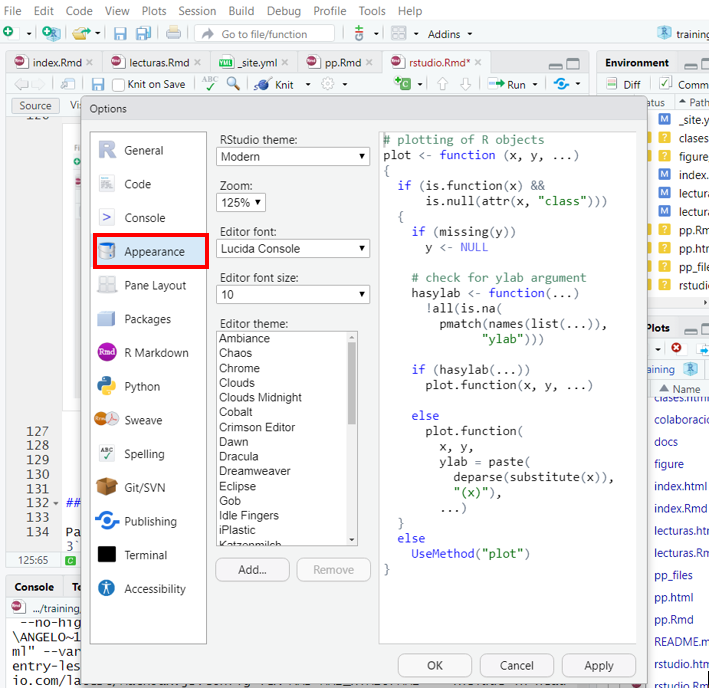 File Edit Code View Plots Session Build Debug Profile Tools Help
Go to file/function
Addins
training
index.Rmd
lecturas.Rmd
_site.yml
pp.Rmd
rstudio.Rmd*
Environment
Knit on Save
ABC
Knit
Run
Diff
Comm
Source
Vis
atus
Path
Options
General
Code
Console
Appearance
Pane Layout
Packages
R Markdown
Python
Sweave
Spelling
Git/SVN
Publishing
Terminal
Accessibility
RStudio theme:
Modern
Zoom:
125%
Editor font:
Lucida Console
Editor font size:
10
Editor theme:
Ambiance
Chaos
Chrome
Clouds
Clouds Midnight
Cobalt
Crimson Editor
Dawn
Dracula
Dreamweaver
Eclipse
Gob
Idle Fingers
iPlastic
Katzenmilch
Add...
Remove
# plotting of R objects
plot <- function (x, y, ...)
{
if (is.function(x) &&
is.null(attr(x, "class")))
{
if (missing(y))
y <- NULL
# check for ylab argument
hasylab <- function(...)
!all(is.na(
pmatch(names(list(...)),
"ylab")))
if (hasylab(...))
plot.function(x, y, ...)
else
plot.function(
x, y,
ylab = paste(
deparse(substitute(x)),
"(x)"),
...)
}
else
UseMethod("plot")
}
OK
Cancel
Apply
M _site.y
? clases
? figure
M index.
M lectura
M lectura
? pp.Rm
? pp.ht
? pp_fi
? rstudi
Plots
aining
Name
clases.html
colaboracio
docs
figure
index.html
index.Rmd
lecturas.htm
lecturas.Rm
pp_files
pp.html
pp.Rmd
README.m
rstudio.htm
rstudio.Rm
127
128
129
130
131
132 ##
133
134 Pa
3`
125:65
Console
Te
.../training,
--no-hig
\ANGELO~1
ml" --var
entry-les